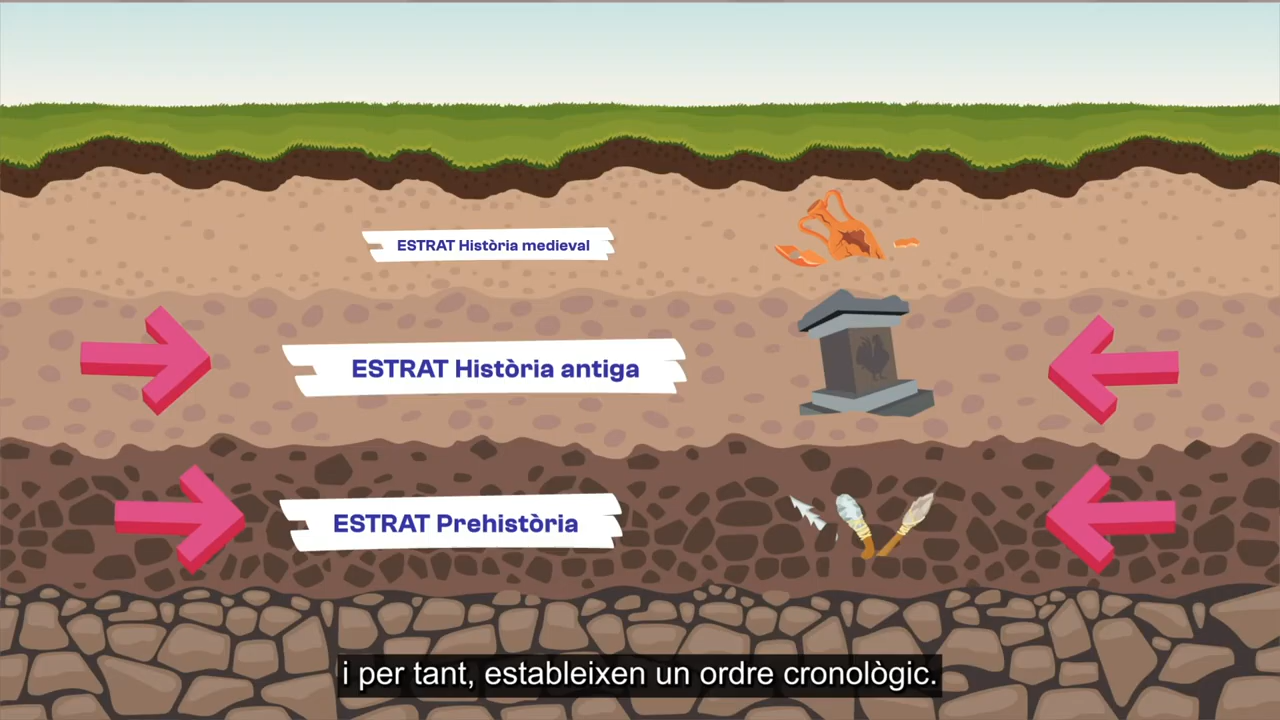 ESTRAT Història medieval
ESTRAT Història antiga
ESTRAT Prehistòria
i per tant, estableixen un ordre cronològic.